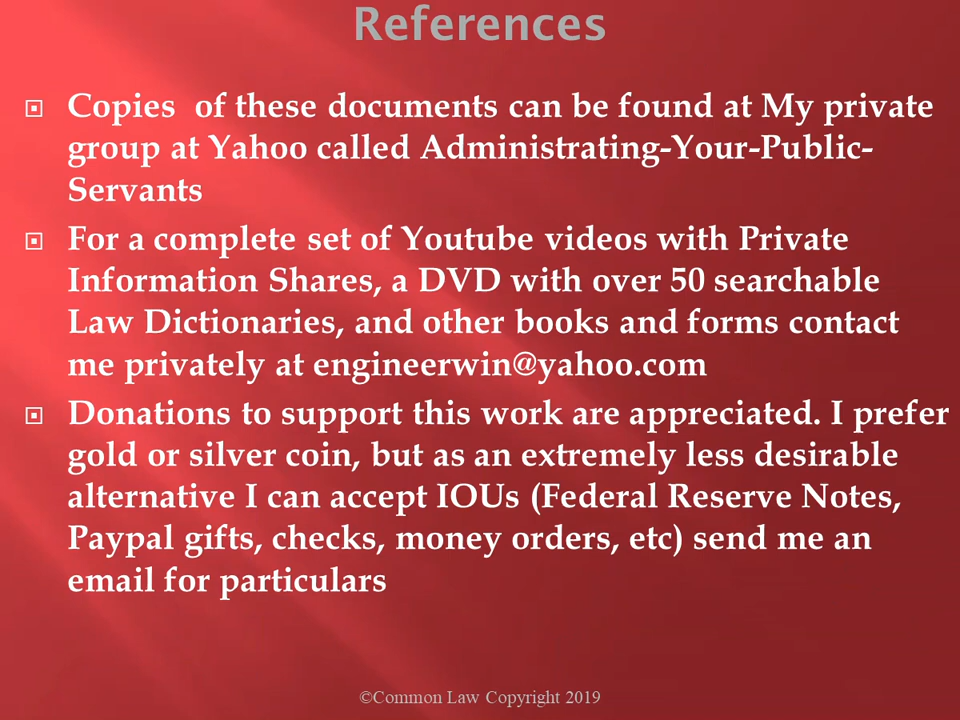 References
Copies  of these documents can be found at My private
group at Yahoo called Administrating-Your-Public-
Servants
For a complete set of Youtube videos with Private
Information Shares, a DVD with over 50 searchable
Law Dictionaries, and other books and forms contact
me privately at engineerwin@yahoo.com
Donations to support this work are appreciated. I prefer
gold or silver coin, but as an extremely less desirable
alternative I can accept IOUs (Federal Reserve Notes,
Paypal gifts, checks, money orders, etc) send me an
email for particulars
©Common Law Copyright 2019